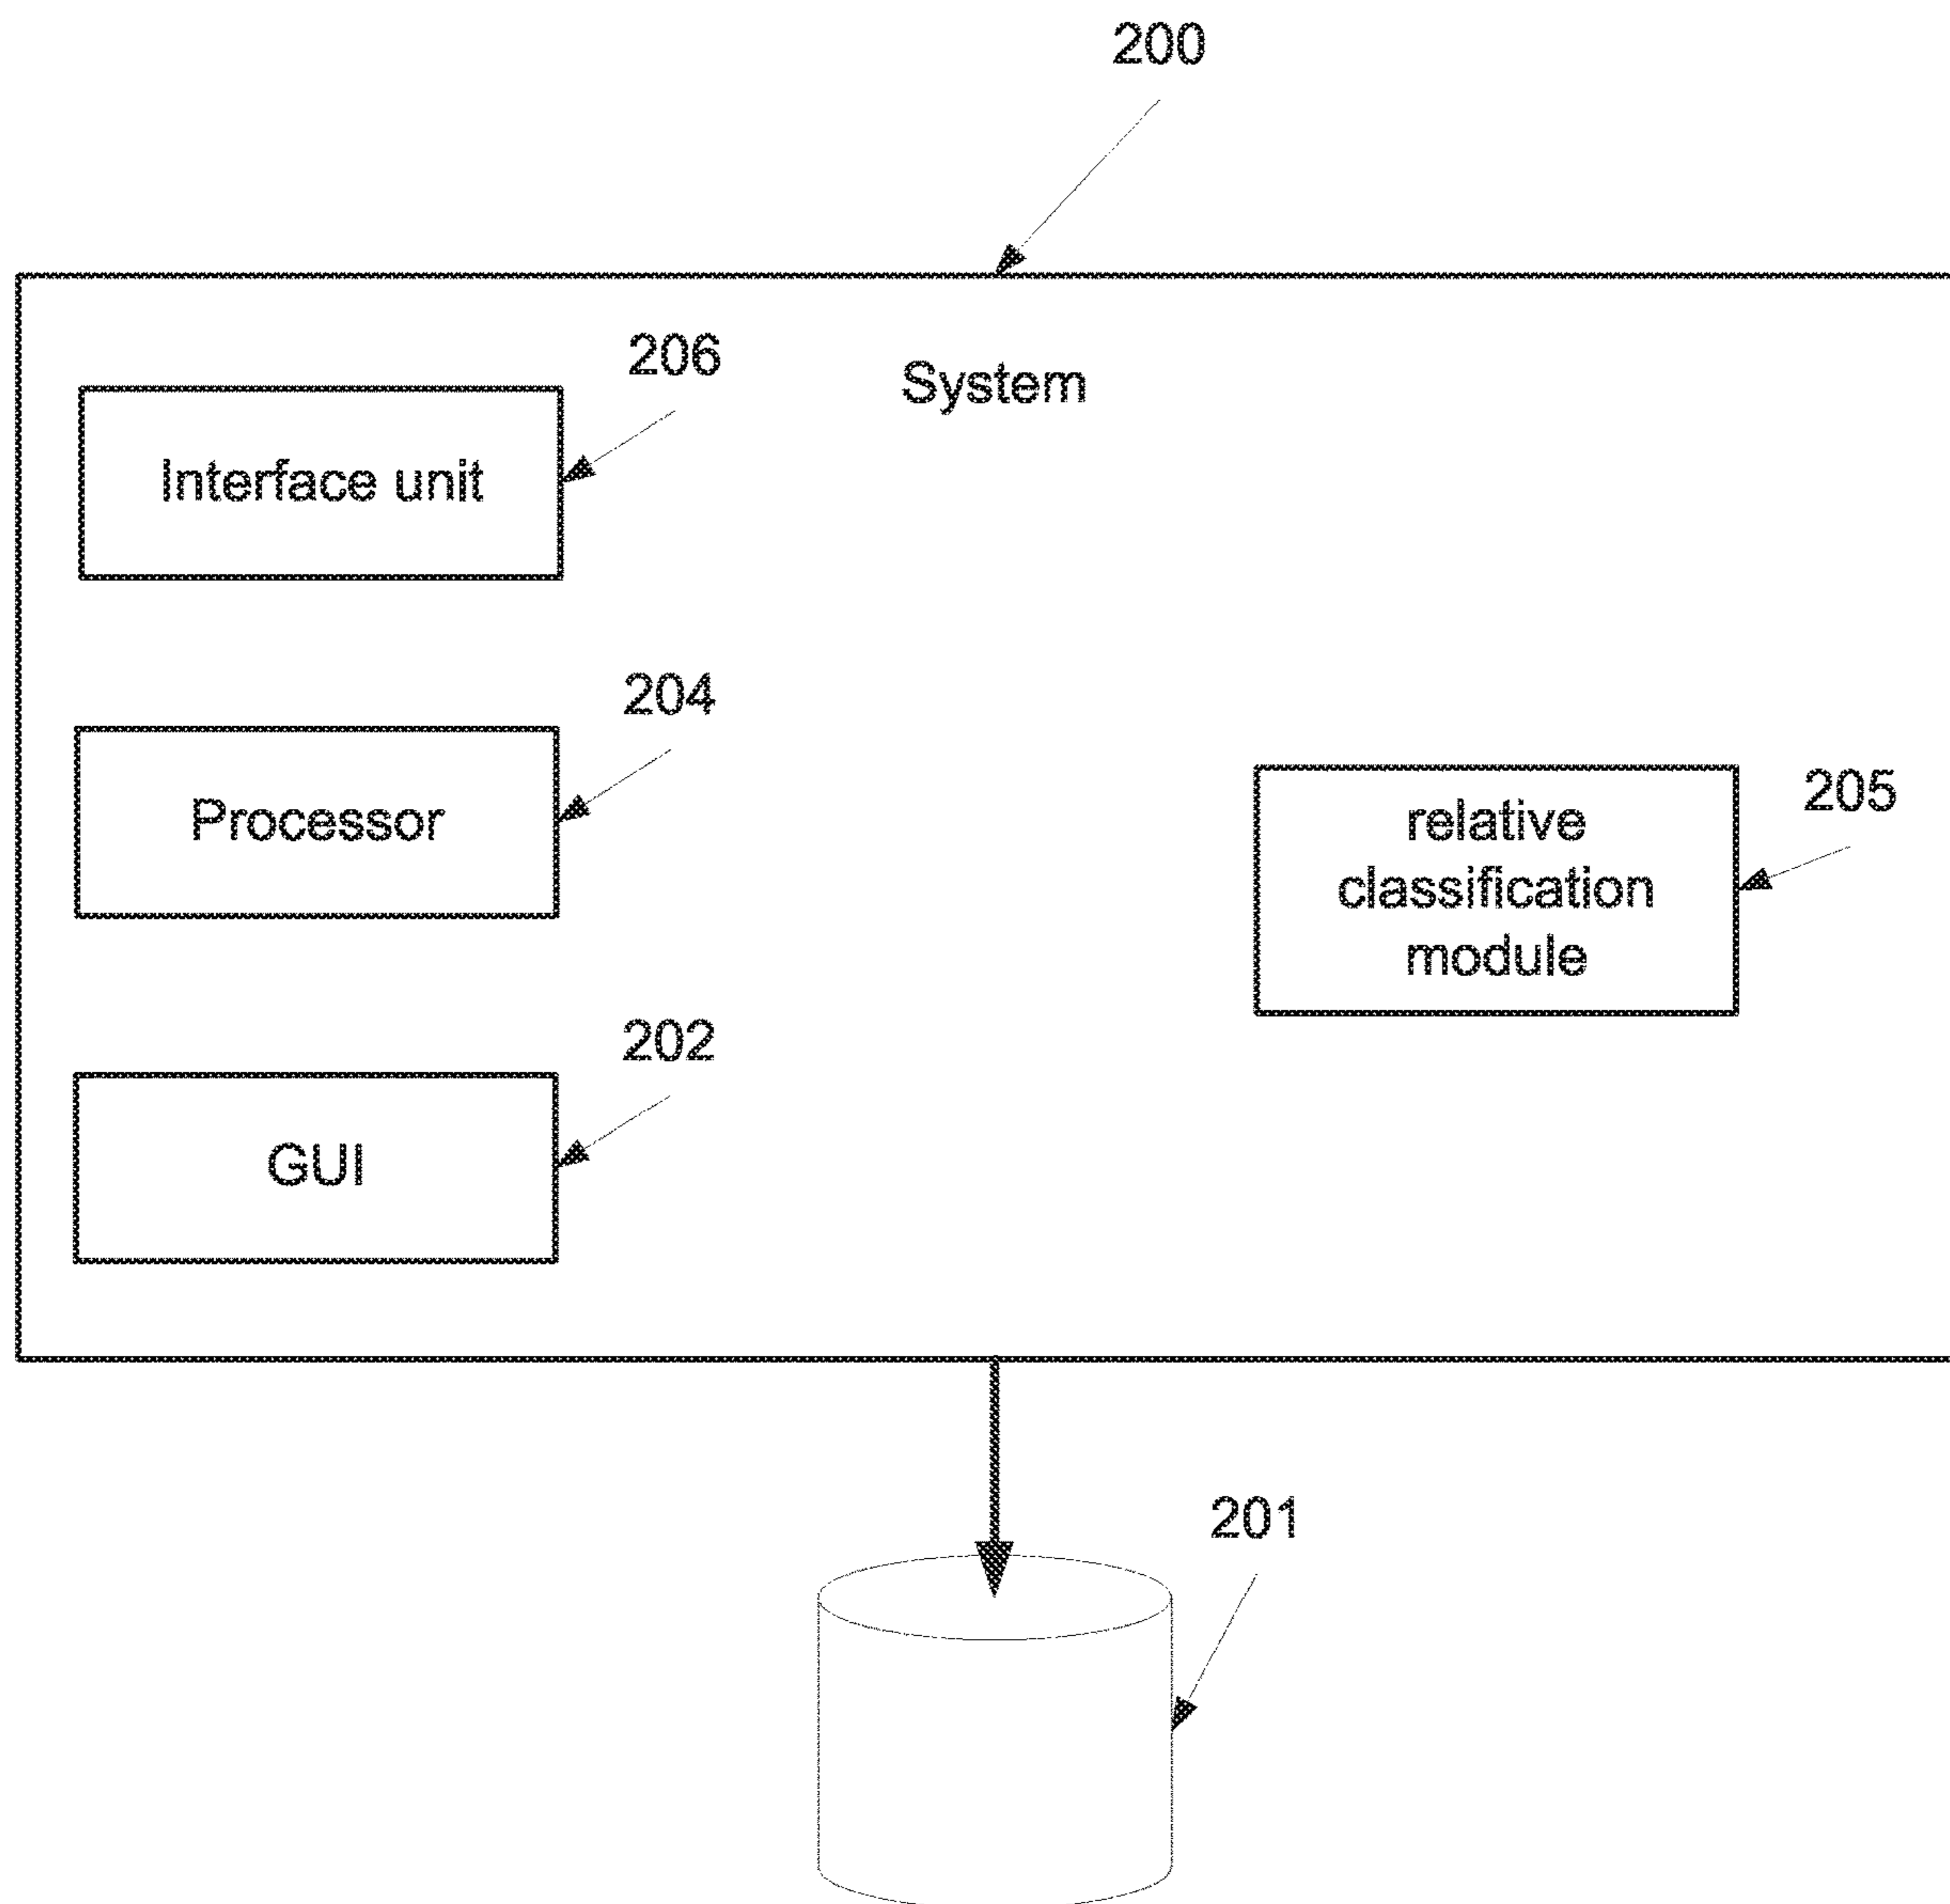 200
206
System
Interface unit
204
Processor
205
relative
classification
module
202
GUI
201